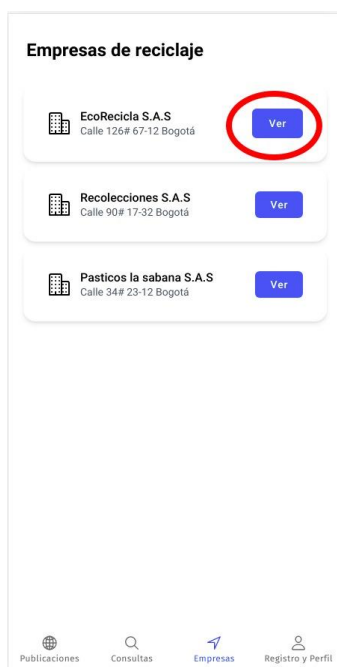 Empresas de reciclaje
EcoRecicla S.A.S
Calle 126# 67-12 Bogotá
Ver
Recolecciones S.A.S
Calle 90# 17-32 Bogotá
Ver
Pasticos la sabana S.A.S
Calle 34# 23-12 Bogotá
Ver
Publicaciones
Consultas
Empresas
Registro y Perfil